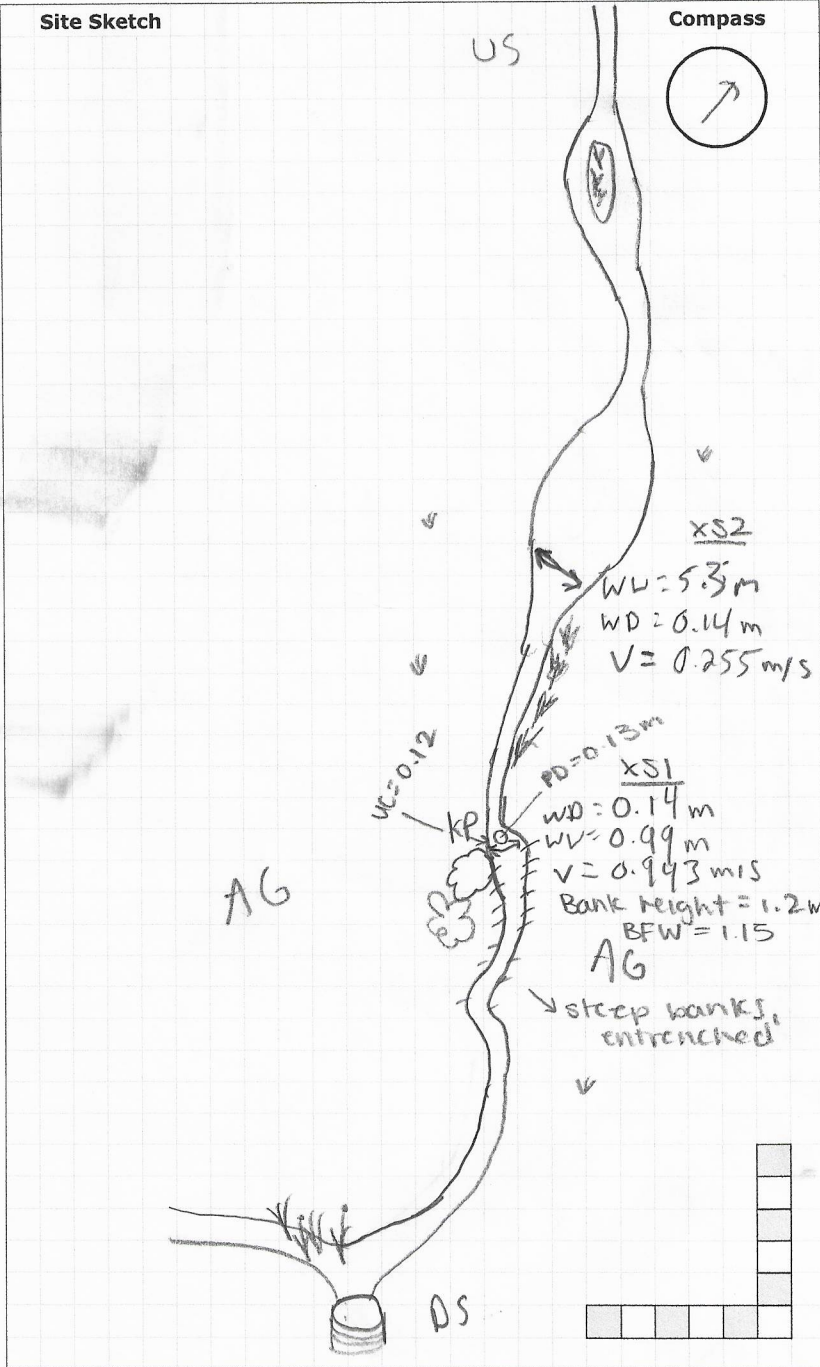 Site Sketch
Compass
US
XS2
WW = 5.3 m
WD = 0.14 m
V = 0.255 m/s
UC = 0.12
PD = 0.13m
KP
XS1
WD = 0.14 m
WW = 0.99 m
V = 0.943 m/s
Bank height = 1.2 m
BFW = 1.15
AG
AG
steep banks,
entrenched
DS